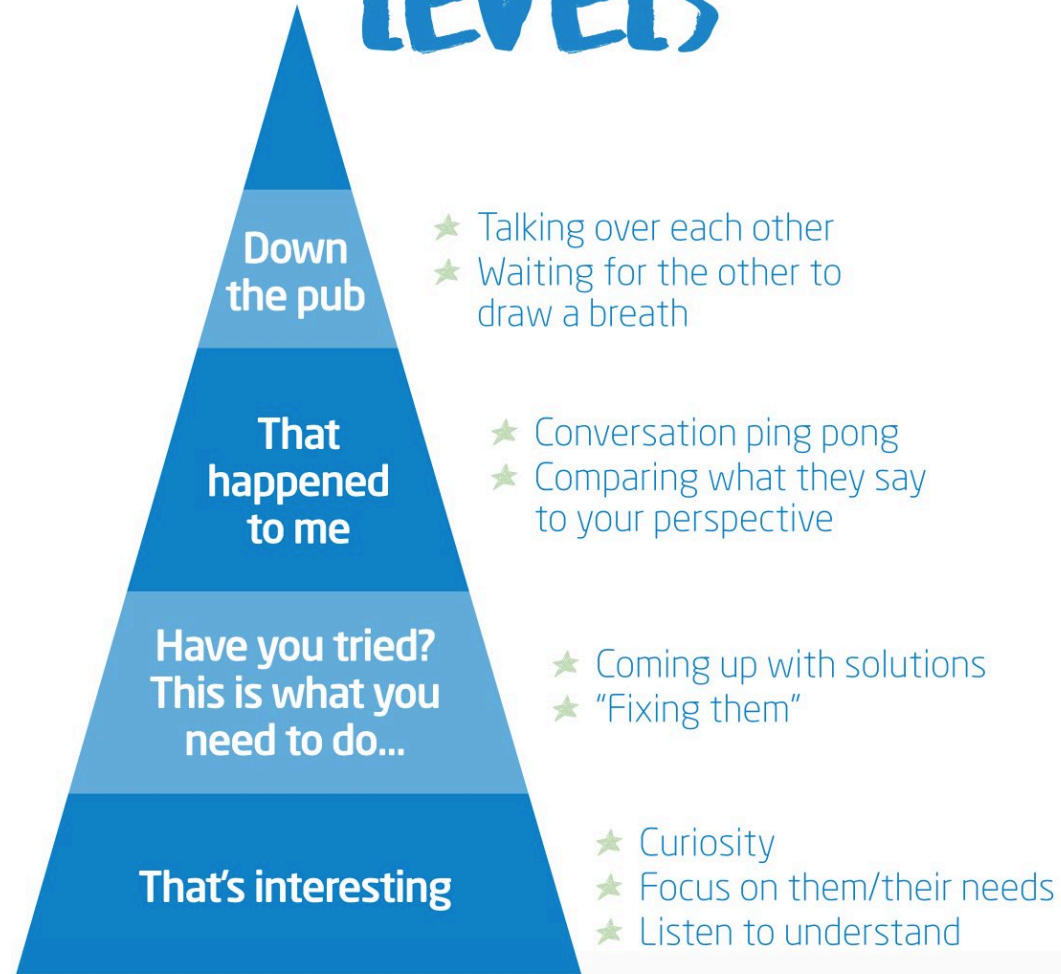 LEVELS
Down
the pub
Talking over each other
Waiting for the other to
draw a breath
That
happened
to me
Conversation ping pong
Comparing what they say
to your perspective
Have you tried?
This is what you
need to do...
Coming up with solutions
"Fixing them"
That's interesting
Curiosity
Focus on them/their needs
Listen to understand